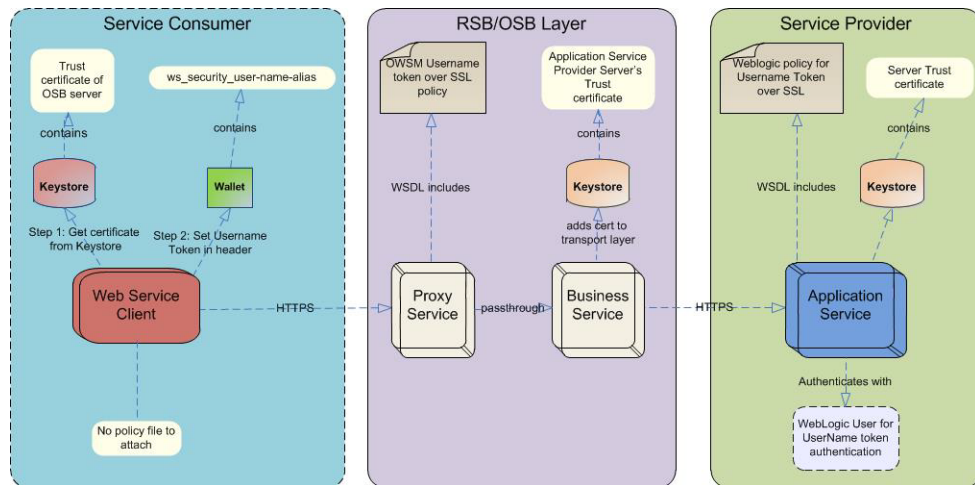 Service Consumer
Trust
certificate of
OSB server
ws_security_user-name-alias
contains
contains
Keystore
Wallet
Step 1: Get certificate
from Keystore
Step 2: Set Username
Token in header
Web Service
Client
HTTPS
No policy file to
attach
RSB/OSB Layer
OWSM Username
token over SSL
policy
Application Service
Provider Server's
Trust
certificate
contains
WSDL includes
Keystore
adds cert to
transport layer
Proxy
Service
passthrough
Business
Service
HTTPS
Service Provider
Weblogic policy for
Username Token
over SSL
Server Trust
certificate
contains
WSDL includes
Keystore
Application
Service
Authenticates with
WebLogic User for
UserName token
authentication